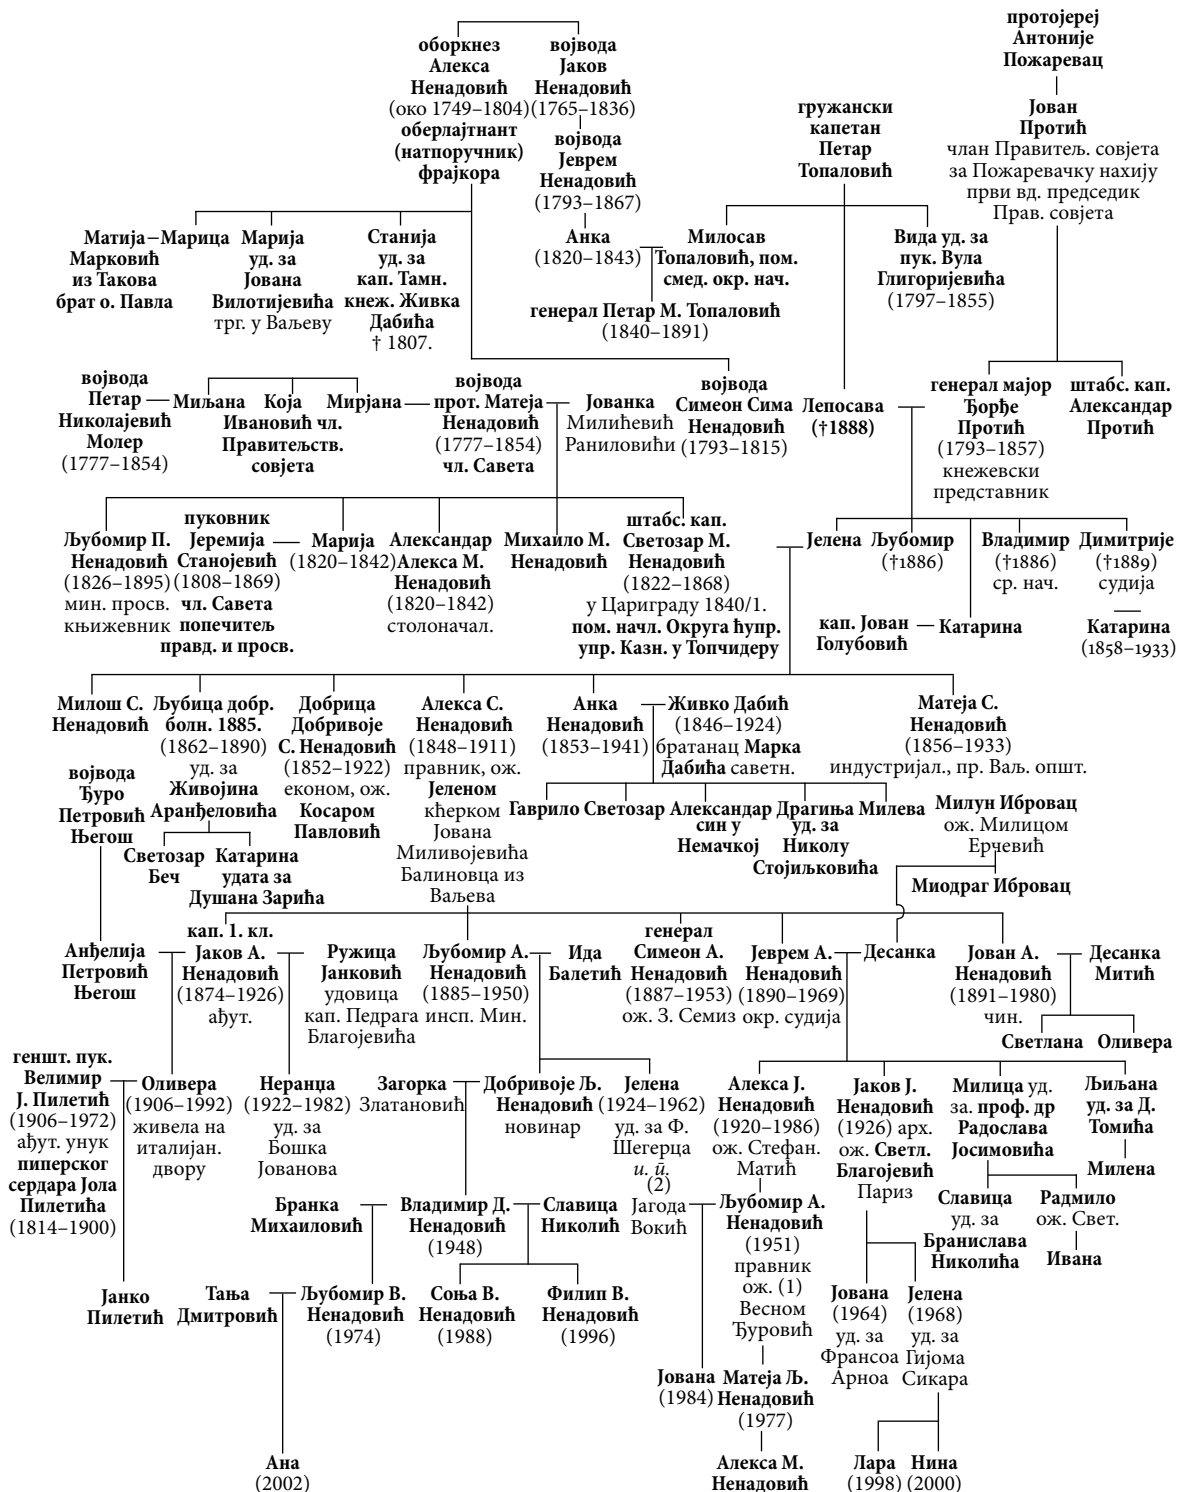 оборкнез
Алекса
Ненадовић
(око 1749–1804)
оберлајтнант
(натпоручник)
фрајкора
војвода
Јаков
Ненадовић
(1765–1836)
војвода
Јеврем
Ненадовић
(1793–1867)
протојереј
Антоније
Пожаревац
Јован
Протић
члан Правитељ. совјета
за Пожаревачку нахију
први вд. председик
Прав. совјета
гружански
капетан
Петар
Топаловић
Матија – Марица
Марковић
из Такова
брат о. Павла
Марија
уд. за
Јована
Вилотијевића
трг. у Ваљеву
Станија
уд. за
кап. Тамн.
кнеж. Живка
Дабића
† 1807.
Анка
(1820–1843)
Милосав
Топаловић, пом.
смед. окр. нач.
генерал Петар М. Топаловић
(1840–1891)
Вида уд. за
пук. Вула
Глигоријевића
(1797–1855)
војвода
Петар
Николајевић
Молер
(1777–1854)
Миљана
Која
Ивановић чл.
Правитељств.
совјета
Мирјана
војвода
прот. Матеја
Ненадовић
(1777–1854)
чл. Савета
Јованка
Милићевић
Раниловићи
војвода
Симеон Сима
Ненадовић
(1793–1815)
Лепосава
(†1888)
генерал мајор
Ђорђе
Протић
(1793–1857)
кнежевски
представник
штабс. кап.
Александар
Протић
Љубомир П.
Ненадовић
(1826–1895)
мин. просв.
књижевник
пуковник
Јеремија
Станојевић
(1808–1869)
чл. Савета
попечитељ
правд. и просв.
Марија
(1820–1842)
Александар
Алекса М.
Ненадовић
(1820–1842)
столоначал.
Михаило М.
Ненадовић
штабс. кап.
Светозар М.
Ненадовић
(1822–1868)
у Цариграду 1840/1.
пом. начл. Округа ћупр.
упр. Казн. у Топчидеру
Јелена
Љубомир
(†1886)
Владимир
(†1886)
ср. нач.
Димитрије
(†1889)
судија
кап. Јован
Голубовић
Катарина
Катарина
(1858–1933)
Милош С.
Ненадовић
Љубица добр.
болн. 1885.
(1862–1890)
уд. за
Живојина
Аранђеловића
Добрица
Добривоје
С. Ненадовић
(1852–1922)
економ, ож.
Косаром
Павловић
Алекса С.
Ненадовић
(1848–1911)
правник, ож.
Јеленом
кћерком
Јована
Миливојевића
Балиновца из
Ваљева
Анка
Ненадовић
(1853–1941)
Живко Дабић
(1846–1924)
братанац Марка
Дабића саветн.
Матеја С.
Ненадовић
(1856–1933)
индустријал., пр. Ваљ. општ.
војвода
Ђуро
Петровић
Његош
Светозар
Беч
Катарина
удата за
Душана Зарића
Гаврило
Светозар
Александар
син у
Немачкој
Драгиња
уд. за
Николу
Стојиљковића
Милева
Милун Ибровац
ож. Милицом
Ерчевић
Миодраг Ибровац
Анђелија
Петровић
Његош
кап. 1. кл.
Јаков А.
Ненадовић
(1874–1926)
ађут.
Ружица
Јанковић
удовица
кап. Педрага
Благојевића
Љубомир А.
Ненадовић
(1885–1950)
инсп. Мин.
Ида
Балетић
генерал
Симеон А.
Ненадовић
(1887–1953)
ож. З. Семиз
Јеврем А.
Ненадовић
(1890–1969)
окр. судија
Десанка
Јован А.
Ненадовић
(1891–1980)
чин.
Десанка
Митић
Светлана
Оливера
геншт. пук.
Велимир
Ј. Пилетић
(1906–1972)
ађут. унук
пиперског
сердара Јола
Пилетића
(1814–1900)
Оливера
(1906–1992)
живела на
италијан.
двору
Неранџа
(1922–1982)
уд. за
Бошка
Јованова
Загорка
Златановић
Добривоје Љ.
Ненадовић
новинар
Јелена
(1924–1962)
уд. за Ф.
Шегерца
и. й.
(2)
Јагода
Вокић
Алекса Ј.
Ненадовић
(1920–1986)
ож. Стефан.
Матић
Јаков Ј.
Ненадовић
(1926) арх.
ож. Светл.
Благојевић
Париз
Милица уд.
за. проф. др
Радослава
Јосимовића
Љиљана
уд. за Д.
Томића
Милена
Бранка
Михаиловић
Владимир Д.
Ненадовић
(1948)
Славица
Николић
Љубомир А.
Ненадовић
(1951)
правник
ож. (1)
Весном
Ђуровић
Славица
уд. за
Бранислава
Николића
Радмило
ож. Свет.
Ивана
Јанко
Пилетић
Тања
Дмитровић
Љубомир В.
Ненадовић
(1974)
Соња В.
Ненадовић
(1988)
Филип В.
Ненадовић
(1996)
Јована
(1964)
уд. за
Франсоа
Арноа
Јелена
(1968)
уд. за
Гијома
Сикара
Јована
(1984)
Матеја Љ.
Ненадовић
(1977)
Ана
(2002)
Алекса М.
Ненадовић
Лара
(1998)
Нина
(2000)